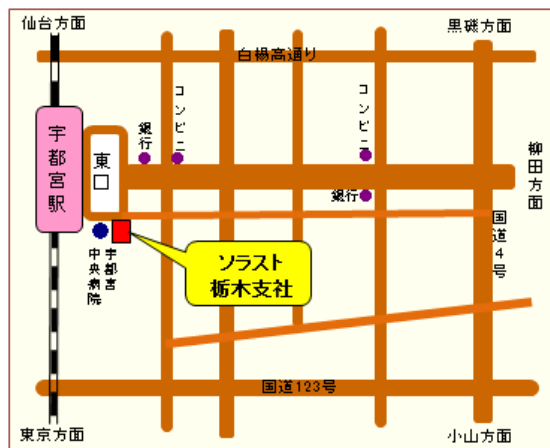 仙台方面
黒磯方面
白楊高通り
コンビニ
コンビニ
銀行
宇都宮駅
東口
柳田方面
銀行
国道4号
宇都宮
中央病院
ソラスト
栃木支社
国道123号
東京方面
小山方面